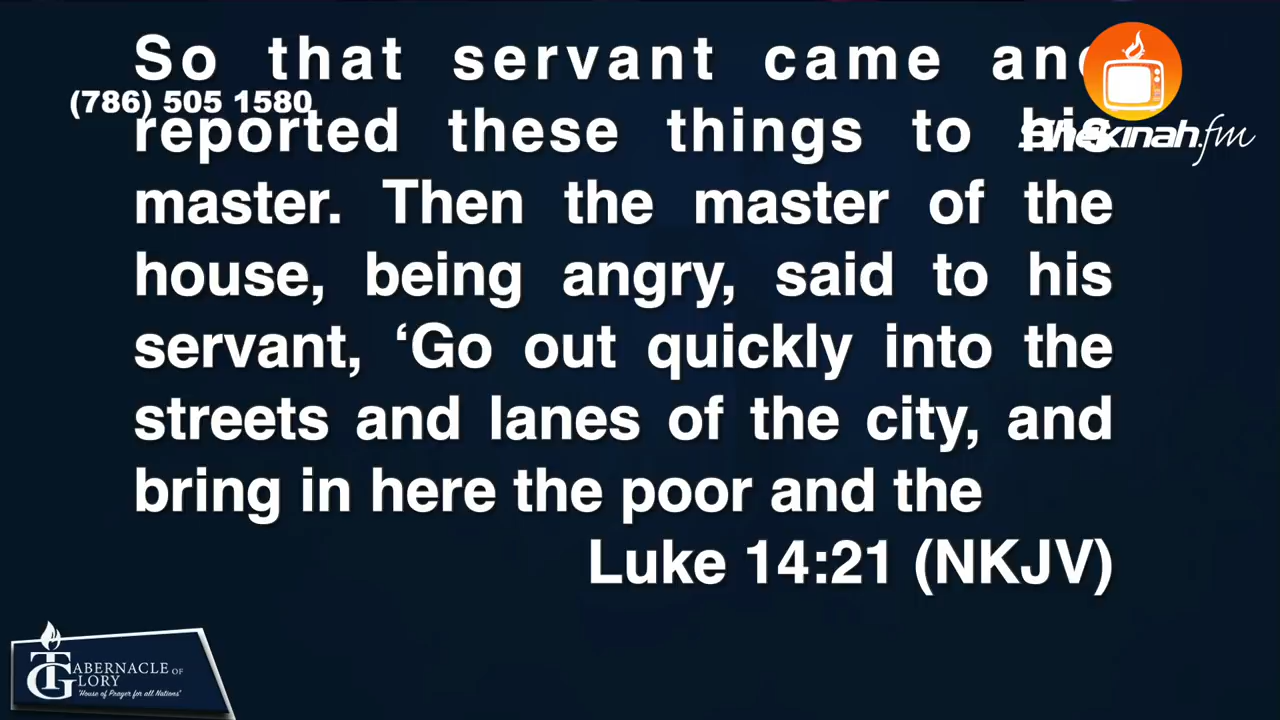 So that servant came and
(786) 505 1580
reported these things to his
Shekinah.fm
master. Then the master of the
house, being angry, said to his
servant, ‘Go out quickly into the
streets and lanes of the city, and
bring in here the poor and the
Luke 14:21 (NKJV)
TABERNACLE OF
GLORY
"House of Prayer for all Nations"